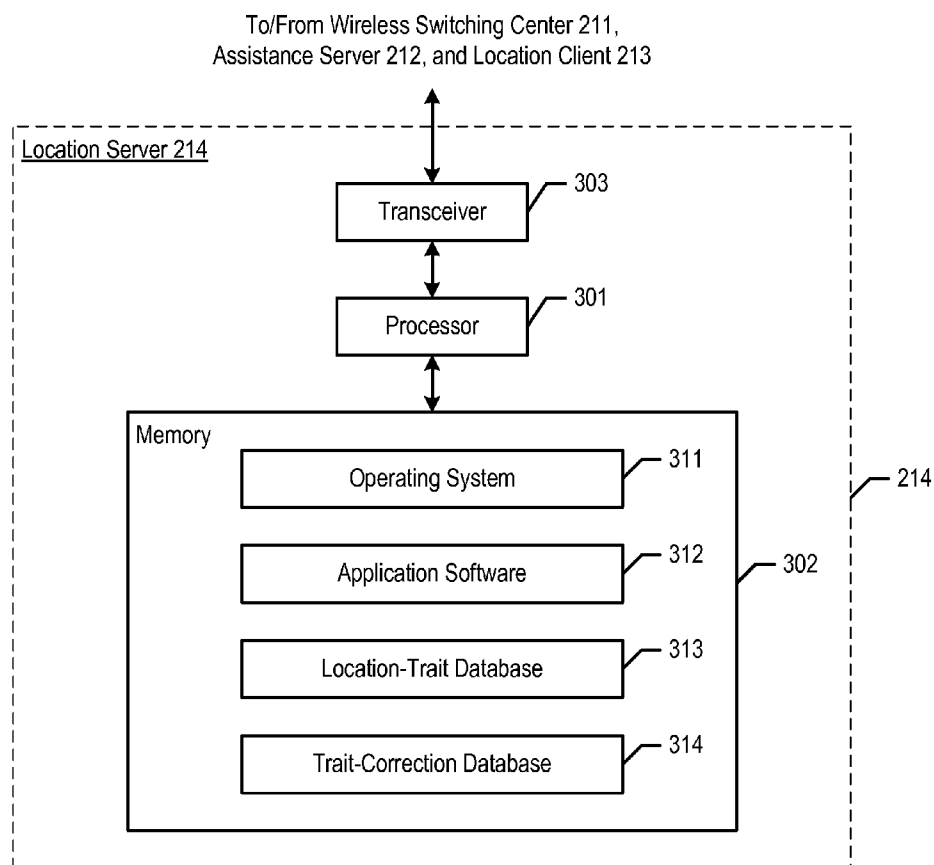 To/From Wireless Switching Center 211,
Assistance Server 212, and Location Client 213
Location Server 214
Transceiver
303
Processor
301
Memory
Operating System
311
214
Application Software
312
302
Location-Trait Database
313
Trait-Correction Database
314